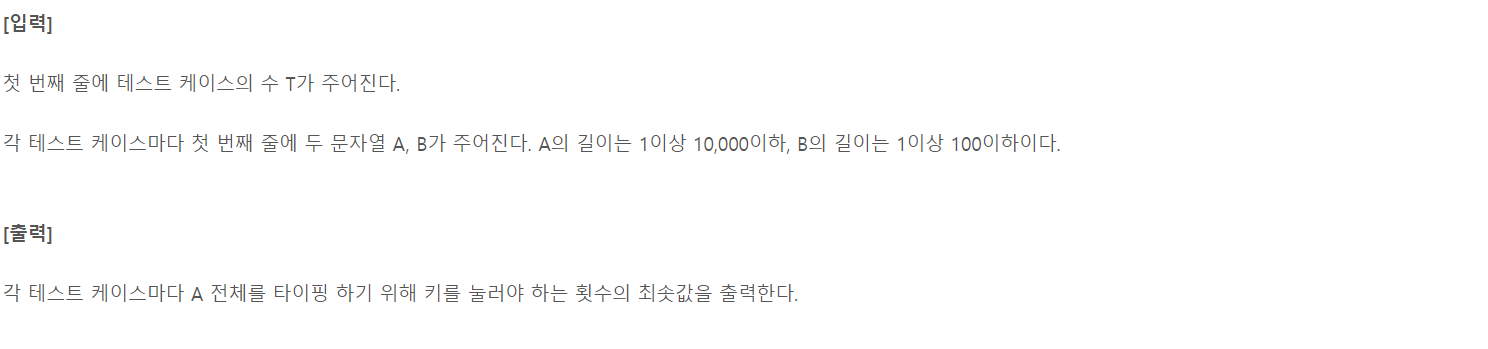 [입력]
첫 번째 줄에 테스트 케이스의 수 T가 주어진다.
각 테스트 케이스마다 첫 번째 줄에 두 문자열 A, B가 주어진다. A의 길이는 1이상 10,000이하, B의 길이는 1이상 100이하이다.
[출력]
각 테스트 케이스마다 A 전체를 타이핑 하기 위해 키를 눌러야 하는 횟수의 최솟값을 출력한다.